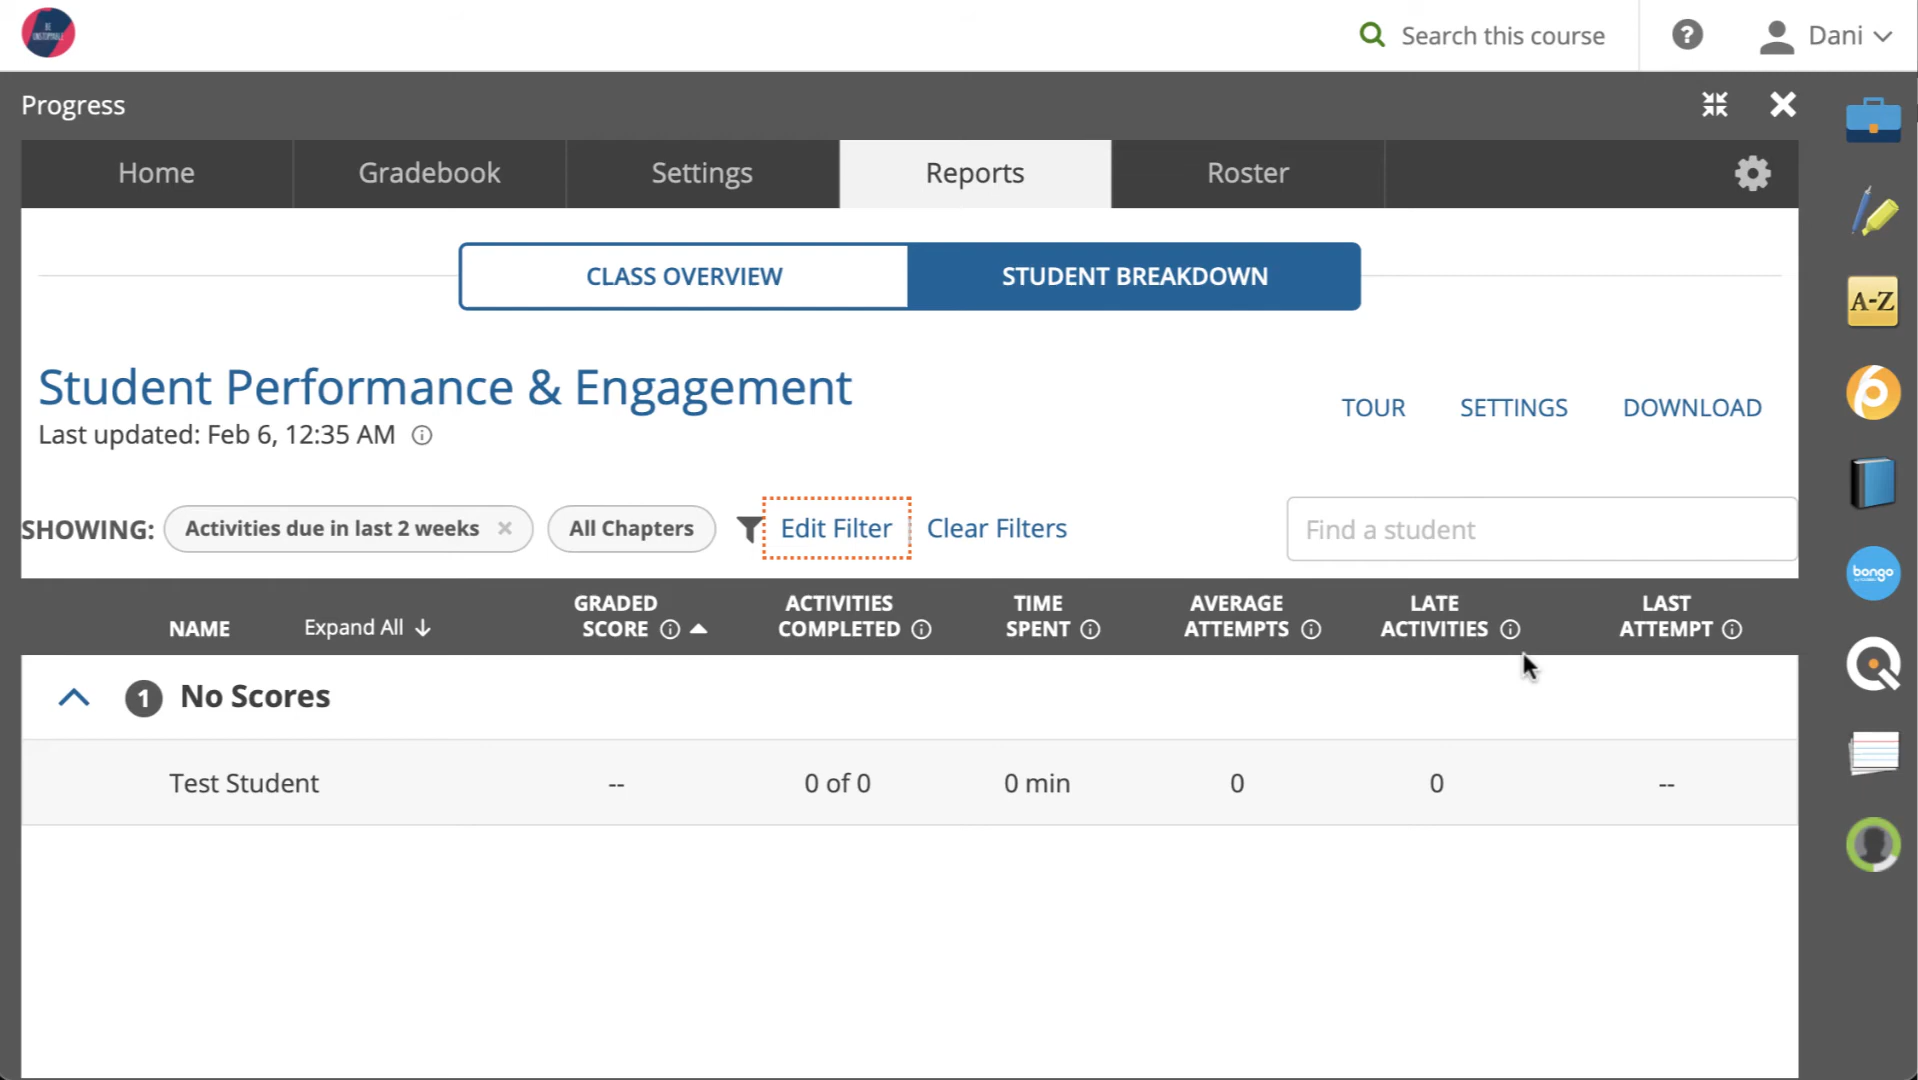 BE
UNSTOPPABLE
Search this course
?
Dani
Progress
Home
Gradebook
Settings
Reports
Roster
CLASS OVERVIEW
STUDENT BREAKDOWN
Student Performance & Engagement
Last updated: Feb 6, 12:35 AM
TOUR
SETTINGS
DOWNLOAD
SHOWING:
Activities due in last 2 weeks ×
All Chapters
Edit Filter
Clear Filters
Find a student
NAME
Expand All ↓
GRADED
SCORE
ACTIVITIES
COMPLETED
TIME
SPENT
AVERAGE
ATTEMPTS
LATE
ACTIVITIES
LAST
ATTEMPT
1 No Scores
Test Student
--
0 of 0
0 min
0
0
--
A-Z
bongo